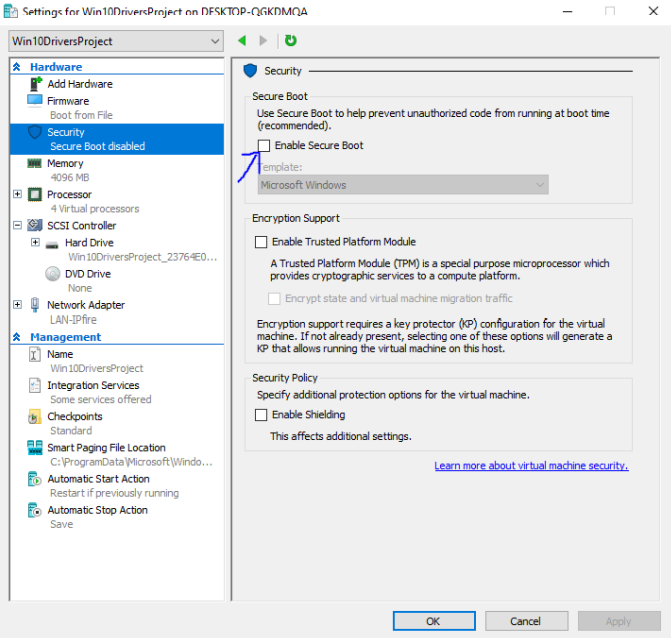 Settings for Win10DriversProject on DESKTOP-QGKDMQA
Win10DriversProject
Hardware
Add Hardware
Firmware
Boot from File
Security
Secure Boot disabled
Memory
4096 MB
Processor
4 Virtual processors
SCSI Controller
Hard Drive
Win10DriversProject_23764E0...
DVD Drive
None
Network Adapter
LAN-IPfire
Management
Name
Win10DriversProject
Integration Services
Some services offered
Checkpoints
Standard
Smart Paging File Location
C:\ProgramData\Microsoft\Windo...
Automatic Start Action
Restart if previously running
Automatic Stop Action
Save
Security
Secure Boot
Use Secure Boot to help prevent unauthorized code from running at boot time
(recommended).
Enable Secure Boot
Template:
Microsoft Windows
Encryption Support
Enable Trusted Platform Module
A Trusted Platform Module (TPM) is a special purpose microprocessor which
provides cryptographic services to a compute platform.
Encrypt state and virtual machine migration traffic
Encryption support requires a key protector (KP) configuration for the virtual
machine. If not already present, selecting one of these options will generate a
KP that allows running the virtual machine on this host.
Security Policy
Specify additional protection options for the virtual machine.
Enable Shielding
This affects additional settings.
Learn more about virtual machine security.
OK
Cancel
Apply